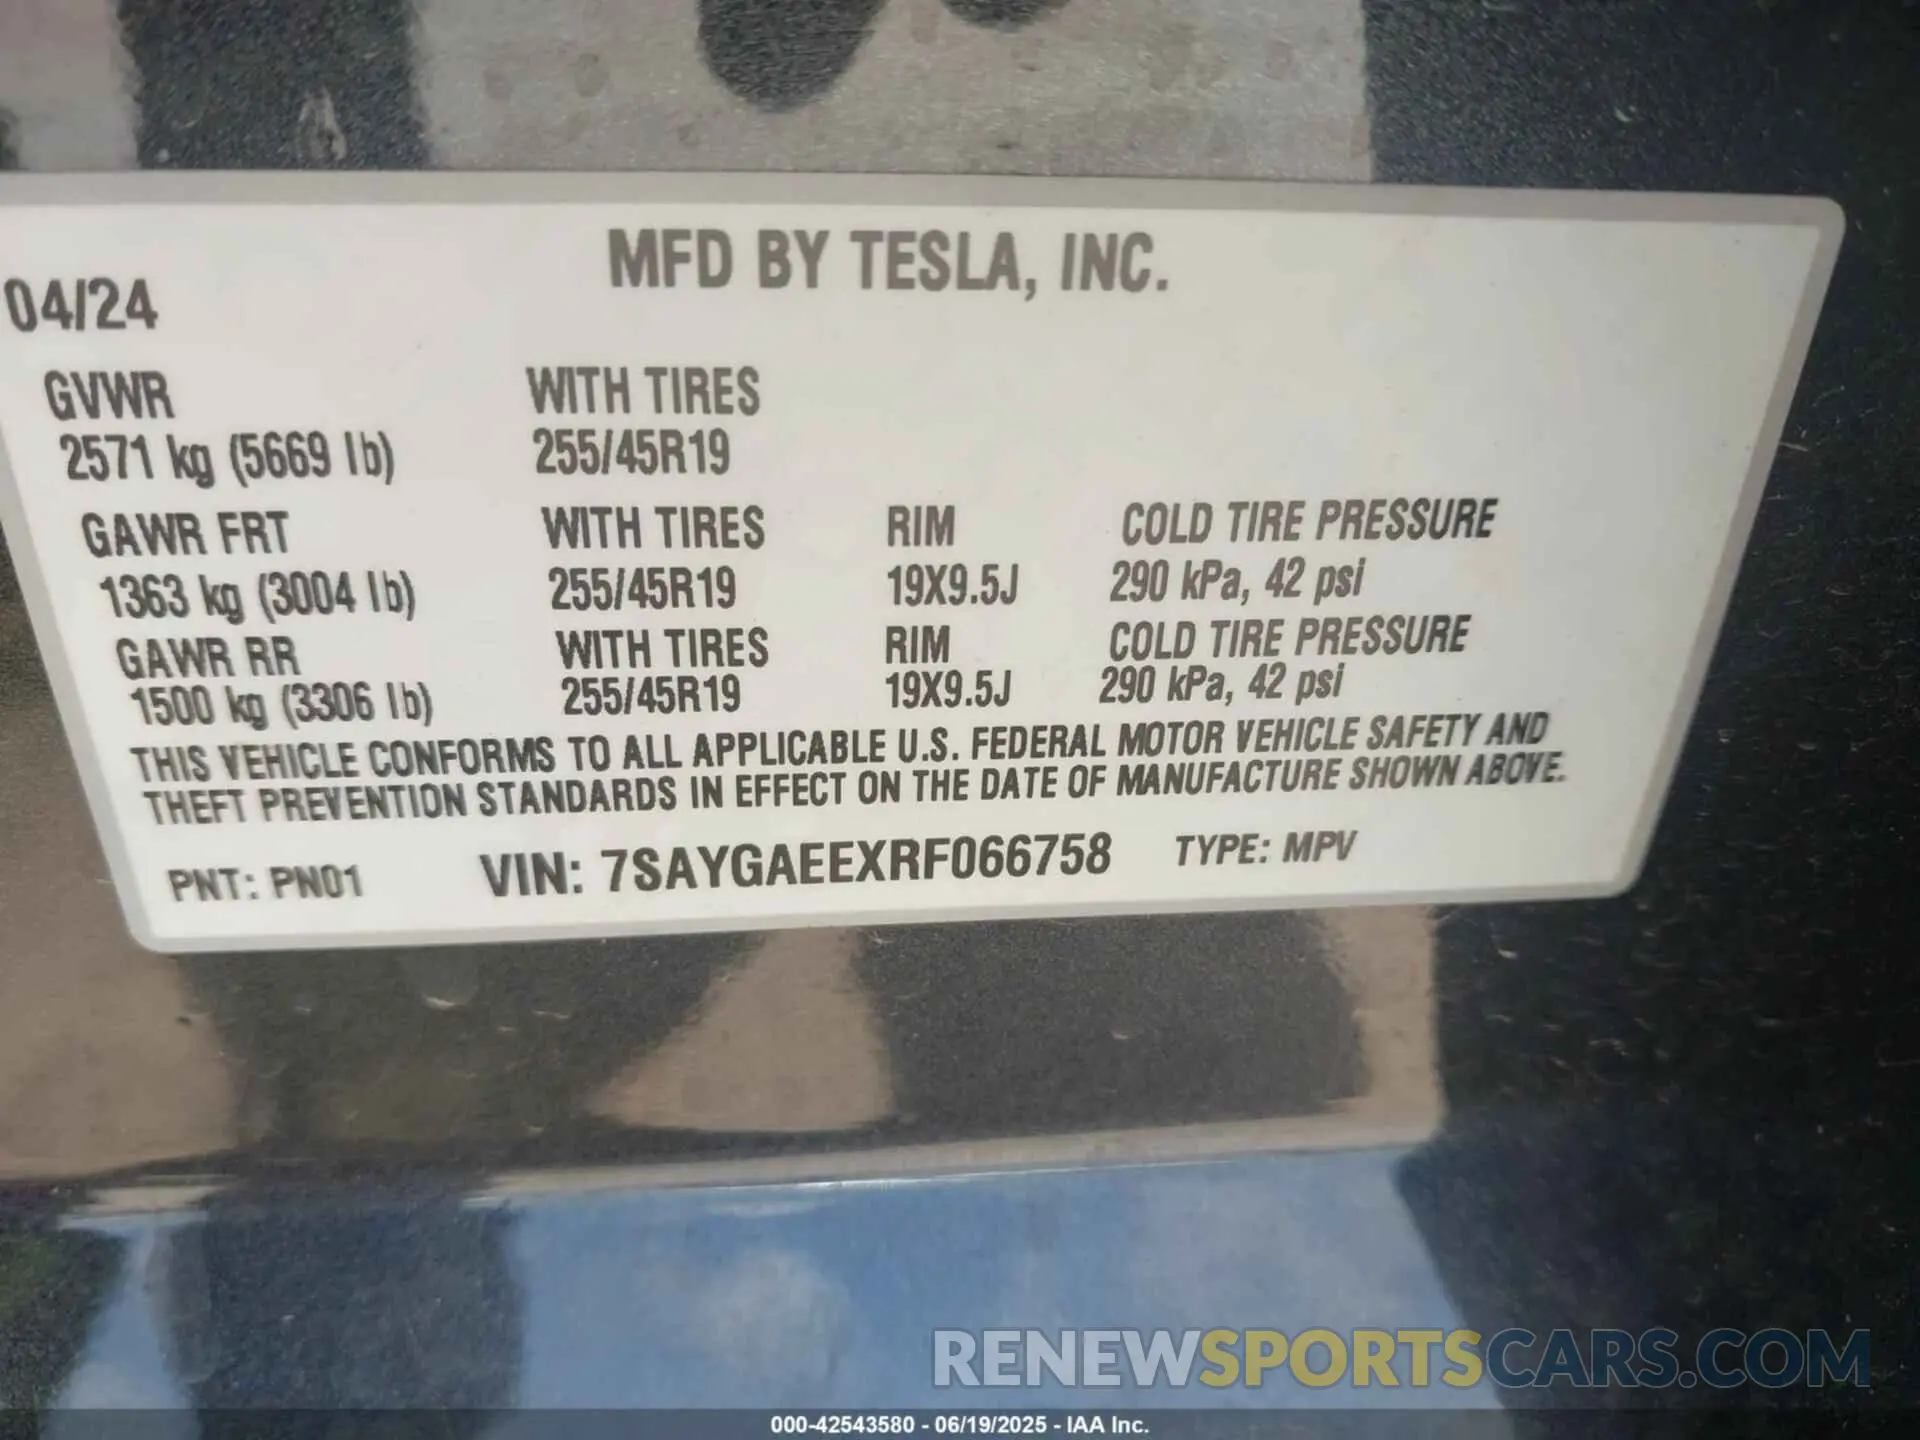 MFD BY TESLA, INC.
04/24
GVWR WITH TIRES
2571 kg (5669 lb) 255/45R19
GAWR FRT WITH TIRES RIM COLD TIRE PRESSURE
1363 kg (3004 lb) 255/45R19 19X9.5J 290 kPa, 42 psi
GAWR RR WITH TIRES RIM COLD TIRE PRESSURE
1500 kg (3306 lb) 255/45R19 19X9.5J 290 kPa, 42 psi
THIS VEHICLE CONFORMS TO ALL APPLICABLE U.S. FEDERAL MOTOR VEHICLE SAFETY AND
THEFT PREVENTION STANDARDS IN EFFECT ON THE DATE OF MANUFACTURE SHOWN ABOVE.
PNT: PN01 VIN: 7SAYGAEEXRF066758 TYPE: MPV
RENEWSPORTSCARS.COM
000-42543580 - 06/19/2025 - IAA Inc.